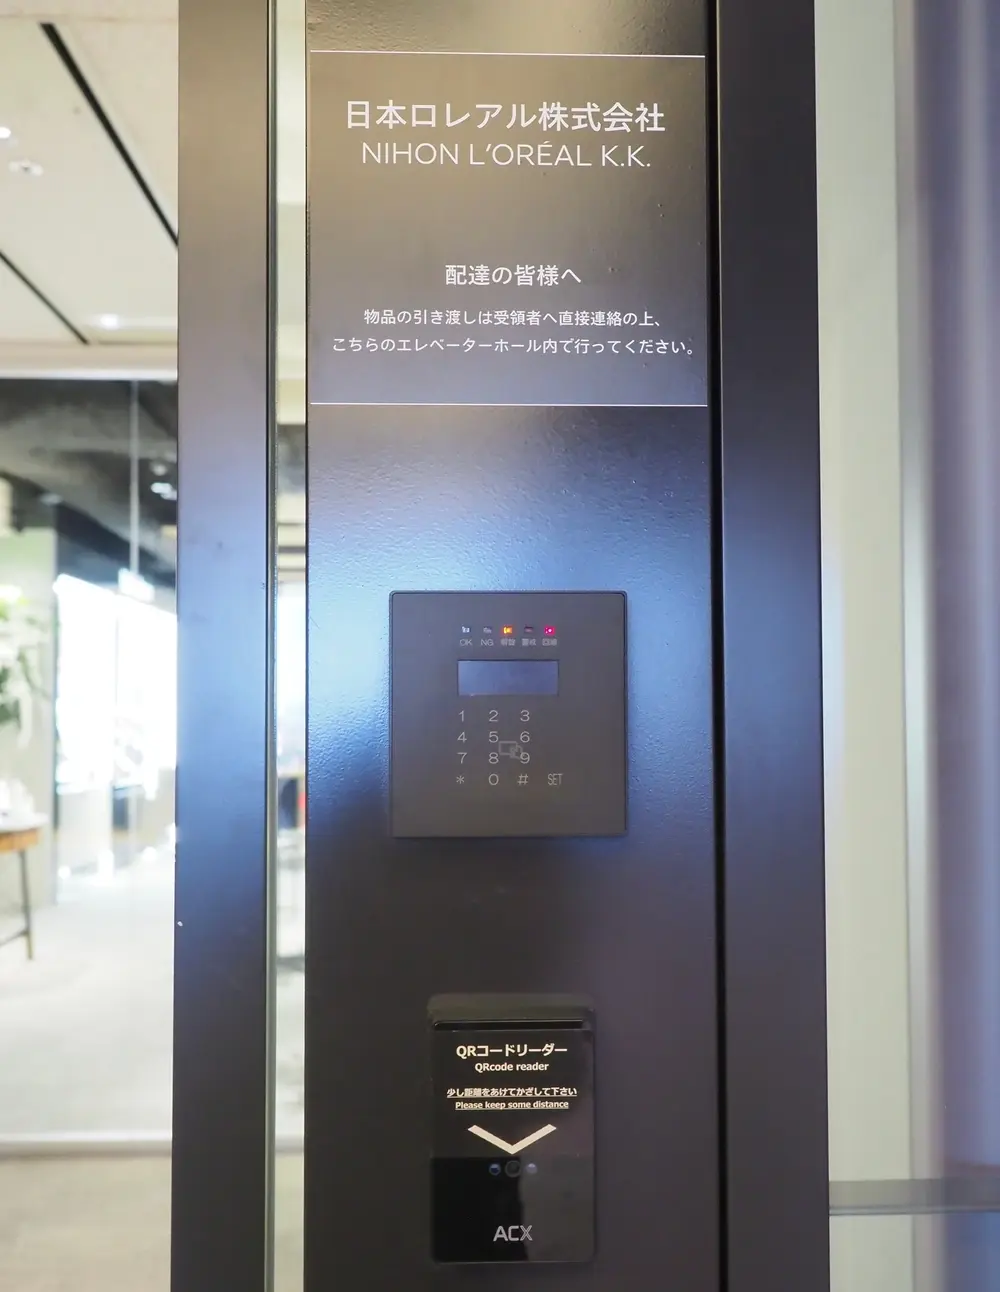 日本ロレアル株式会社
NIHON L'ORÉAL K.K.
配達の皆様へ
物品の引き渡しは受領者へ直接連絡の上、
こちらのエレベーターホール内で行ってください。
OK NG
1 2 3
4 5 6
7 8 9
* 0 # SET
QRコードリーダー
QRcode reader
少し距離をあけてかざして下さい
Please keep some distance
ACX